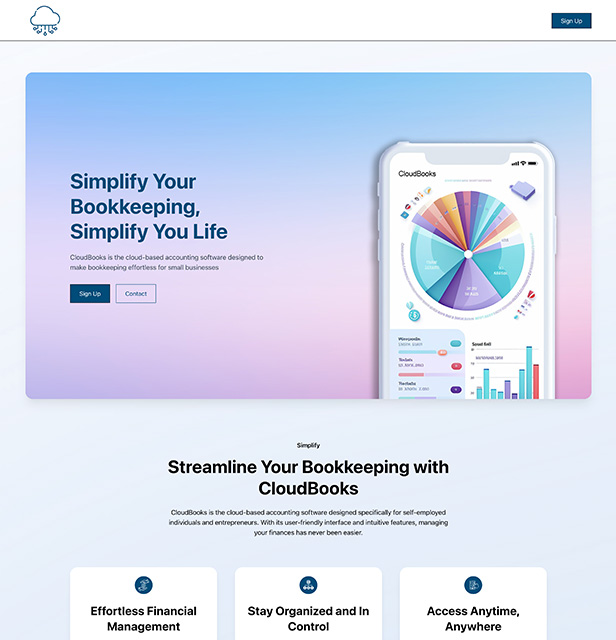 Sign Up
Simplify Your
Bookkeeping,
Simplify You Life
CloudBooks is the cloud-based accounting software designed to
make bookkeeping effortless for small businesses
Sign Up
Contact
CloudBooks
Simplify
Streamline Your Bookkeeping with
CloudBooks
CloudBooks is the cloud-based accounting software designed specifically for self-employed
individuals and entrepreneurs. With its user-friendly interface and intuitive features, managing
your finances has never been easier.
Effortless Financial
Management
Stay Organized and In
Control
Access Anytime,
Anywhere